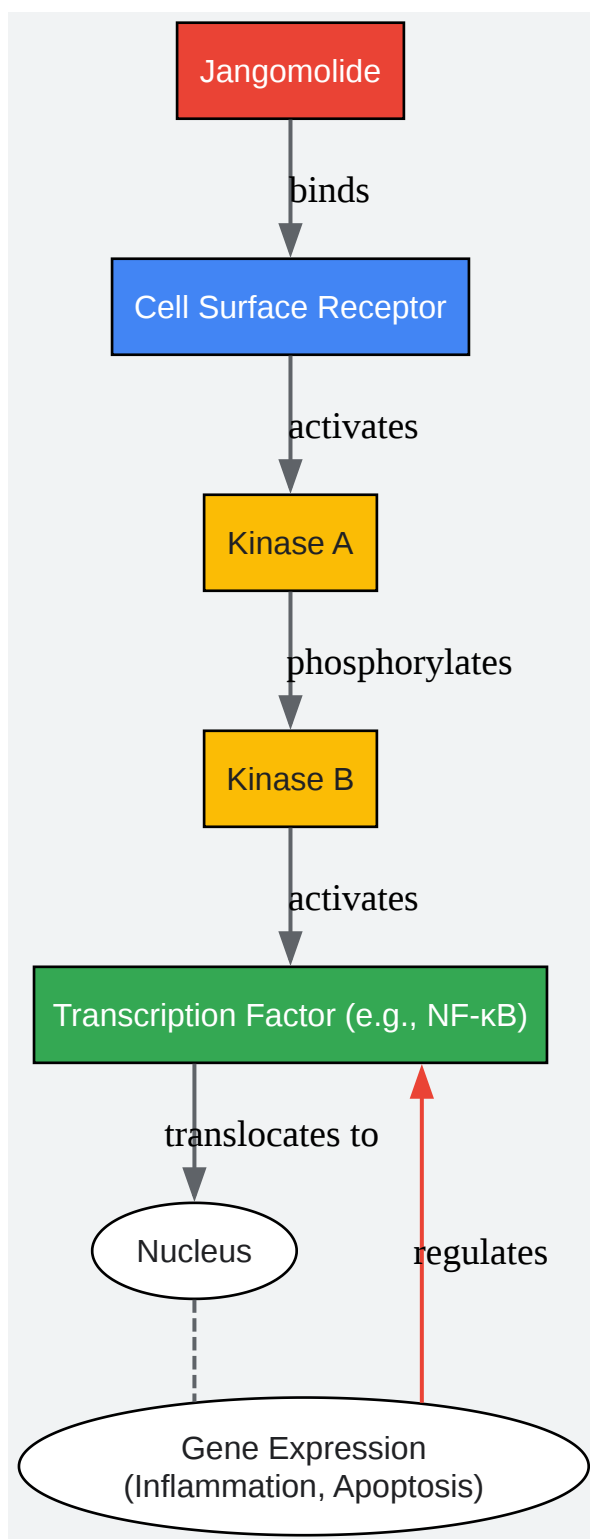 Jangomolide
binds
Cell Surface Receptor
activates
Kinase A
phosphorylates
Kinase B
activates
Transcription Factor (e.g., NF-κB)
translocates to
Nucleus
regulates
Gene Expression
(Inflammation, Apoptosis)